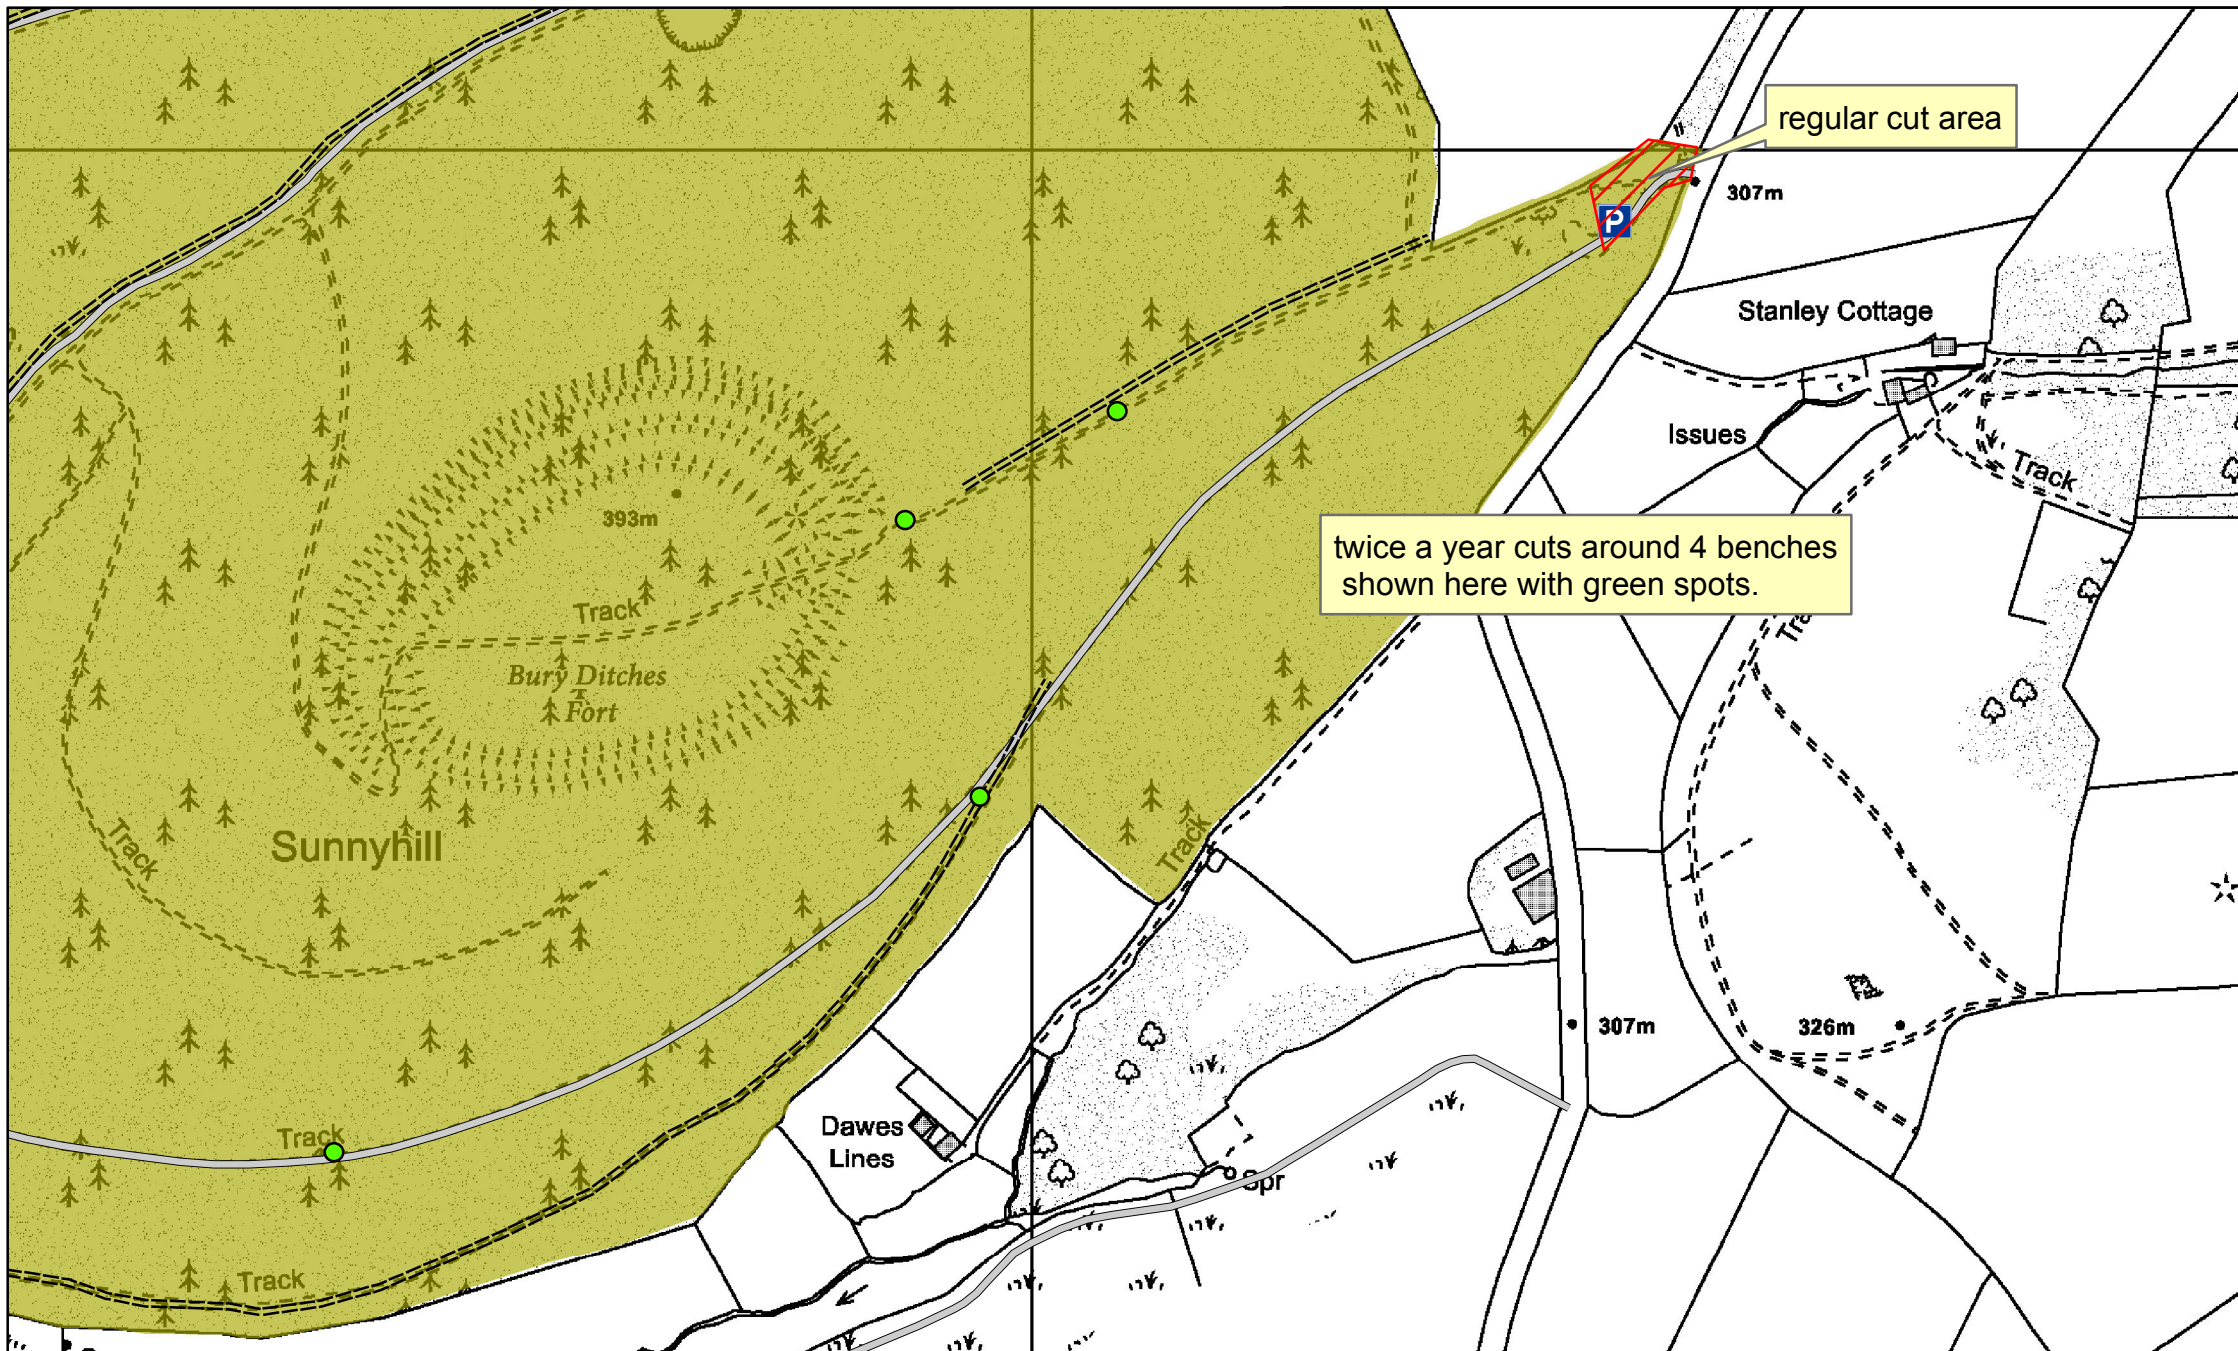 regular cut area
P
307m
Stanley Cottage
Issues
Track
393m
twice a year cuts around 4 benches
shown here with green spots.
Track
Bury Ditches
Fort
Track
Sunnyhill
Track
307m
326m
Dawes
Lines
Track
Spr
Track